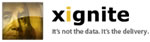 xignite
It's not the data. It's the delivery.